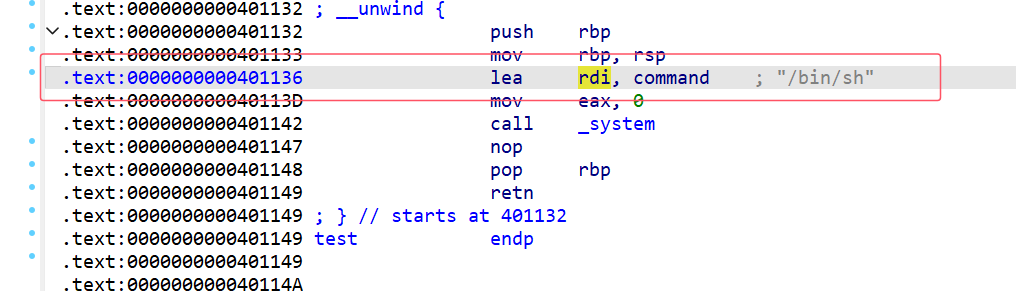 .text:0000000000401132 ; __unwind {
.text:0000000000401132 push rbp
.text:0000000000401133 mov rbp, rsp
.text:0000000000401136 lea rdi, command ; "/bin/sh"
.text:000000000040113D mov eax, 0
.text:0000000000401142 call _system
.text:0000000000401147 nop
.text:0000000000401148 pop rbp
.text:0000000000401149 retn
.text:0000000000401149 ; } // starts at 401132
.text:0000000000401149 test endp
.text:0000000000401149
.text:000000000040114A